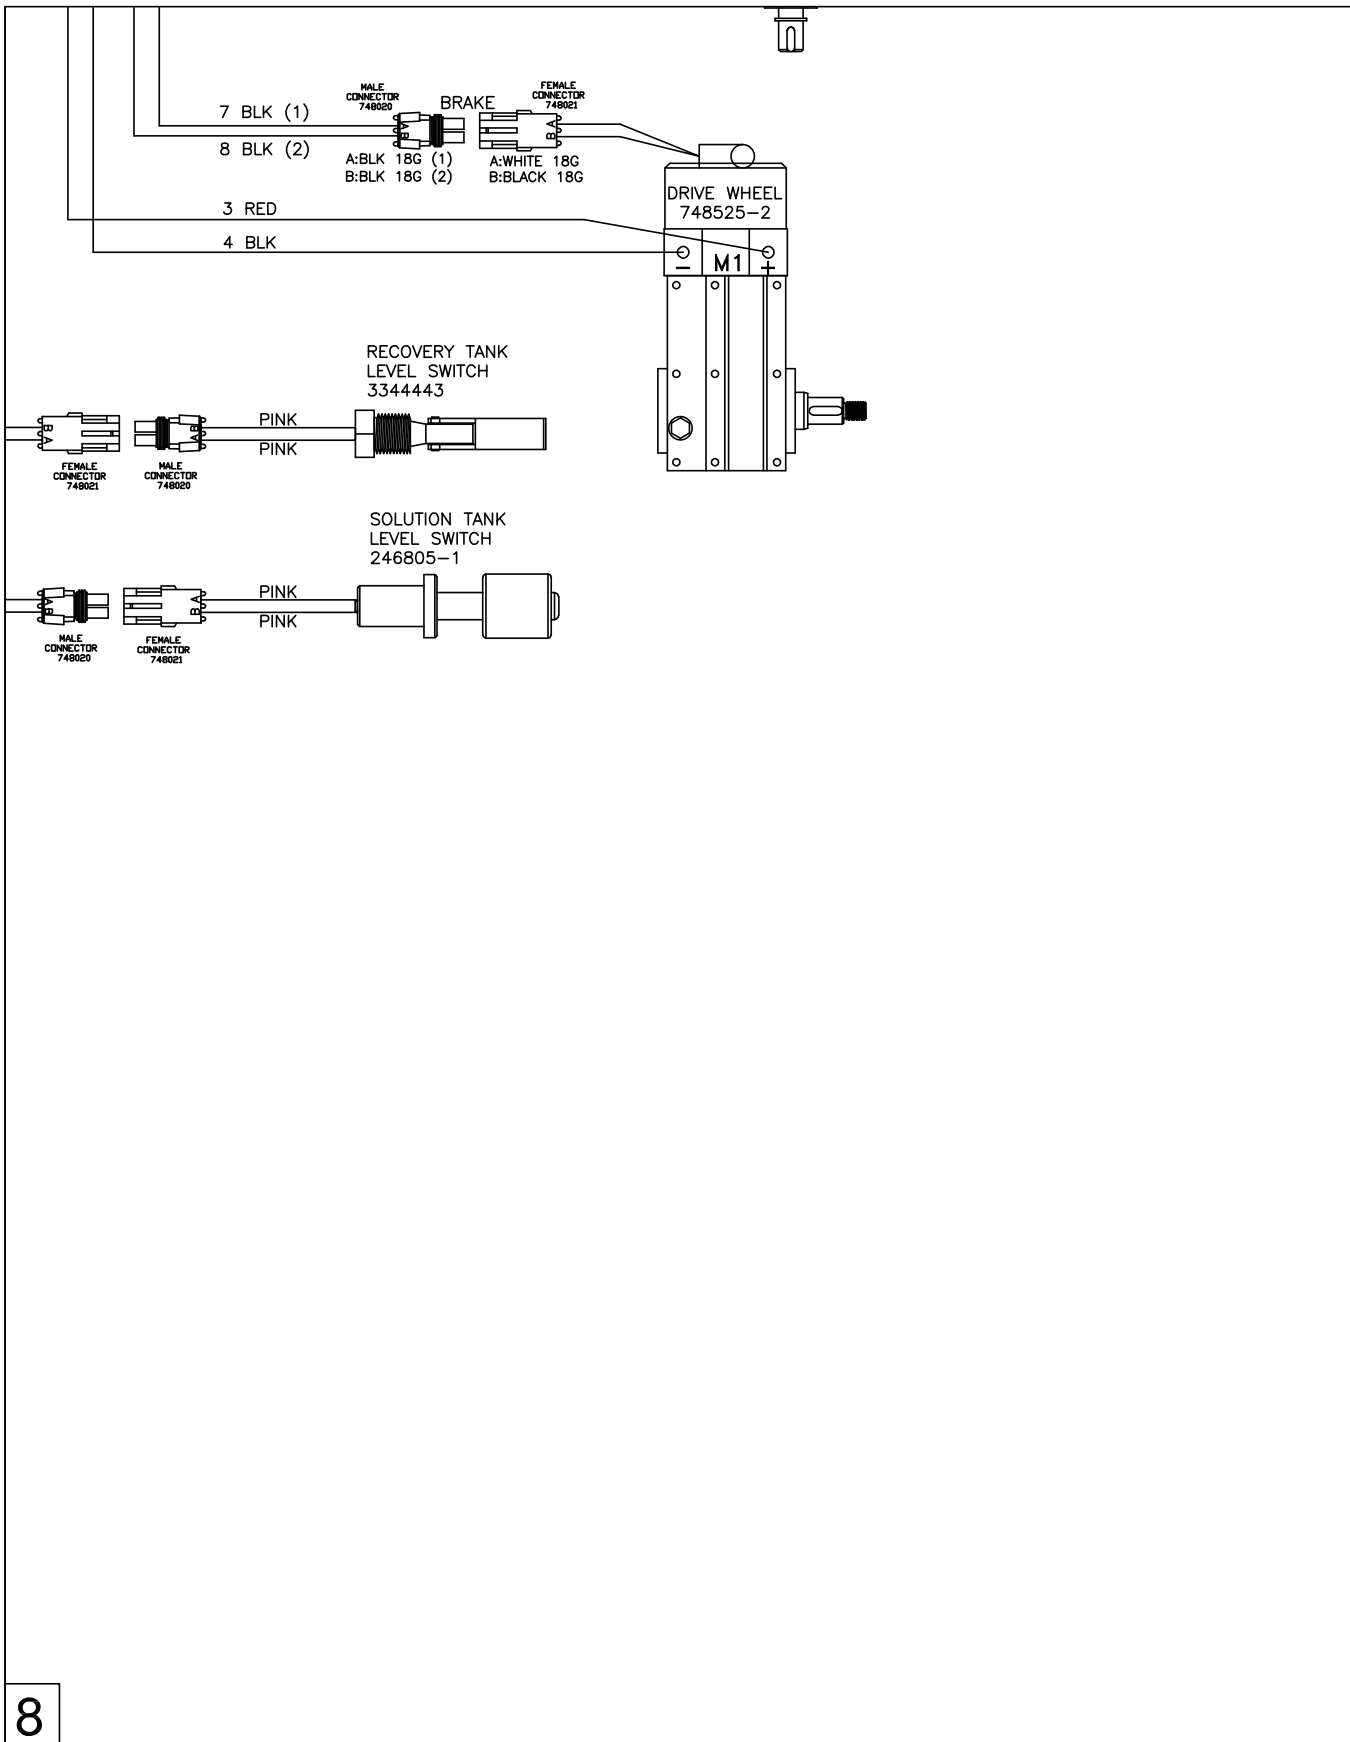 MALE
CONNECTOR
748020
BRAKE
FEMALE
CONNECTOR
748021
7 BLK (1)
8 BLK (2)
A
B
A
B
A:BLK 18G (1)
B:BLK 18G (2)
A:WHITE 18G
B:BLACK 18G
DRIVE WHEEL
748525-2
3 RED
4 BLK
- M1 +
RECOVERY TANK
LEVEL SWITCH
3344443
B
A
B
A
PINK
PINK
FEMALE
CONNECTOR
748021
MALE
CONNECTOR
748020
SOLUTION TANK
LEVEL SWITCH
246805-1
A
B
A
B
PINK
PINK
MALE
CONNECTOR
748020
FEMALE
CONNECTOR
748021
8